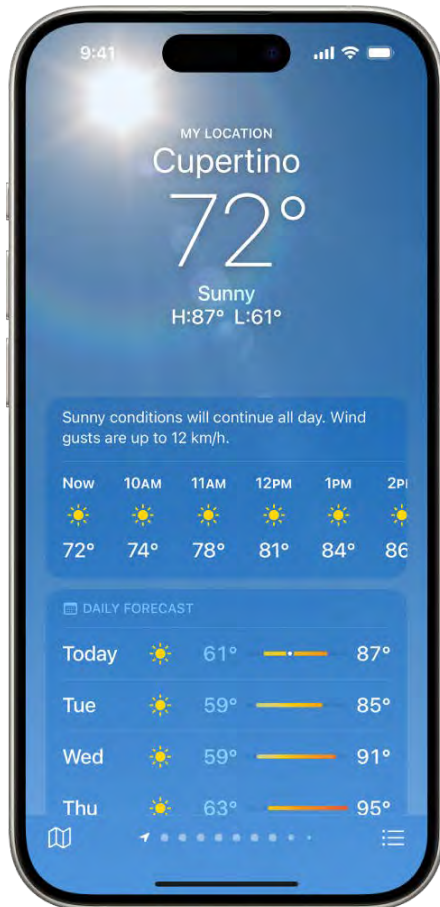 9:41
MY LOCATION
Cupertino
72°
Sunny
H:87° L:61°
Sunny conditions will continue all day. Wind
gusts are up to 12 km/h.
Now 10AM 11AM 12PM 1PM
72° 74° 78° 81° 84° 86
DAILY FORECAST
Today 61° 87°
Tue 59° 85°
Wed 59° 91°
Thu 63° 95°